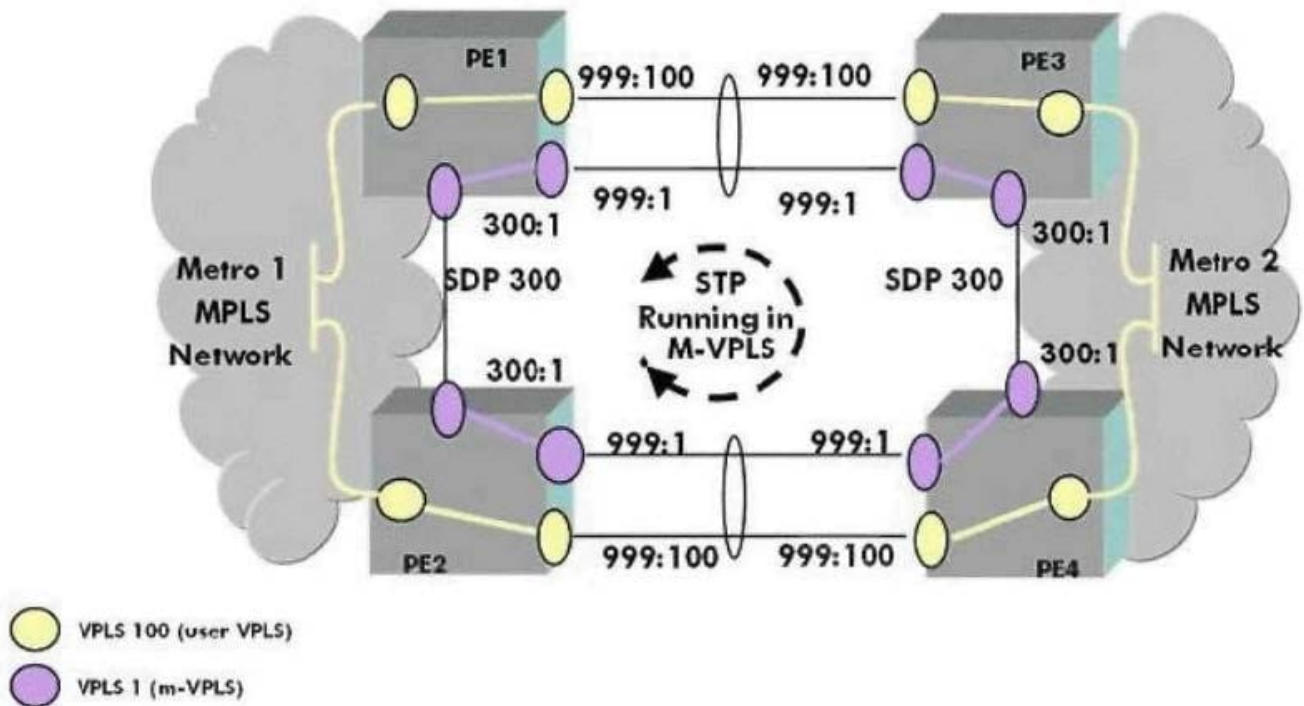 PE1
PE3
999:100
999:100
999:1
999:1
300:1
300:1
Metro 1
MPLS
Network
SDP 300
STP
Running in
M-VPLS
SDP 300
Metro 2
MPLS
Network
300:1
300:1
999:1
999:1
999:100
999:100
PE2
PE4
VPLS 100 (user VPLS)
VPLS 1 (m-VPLS)